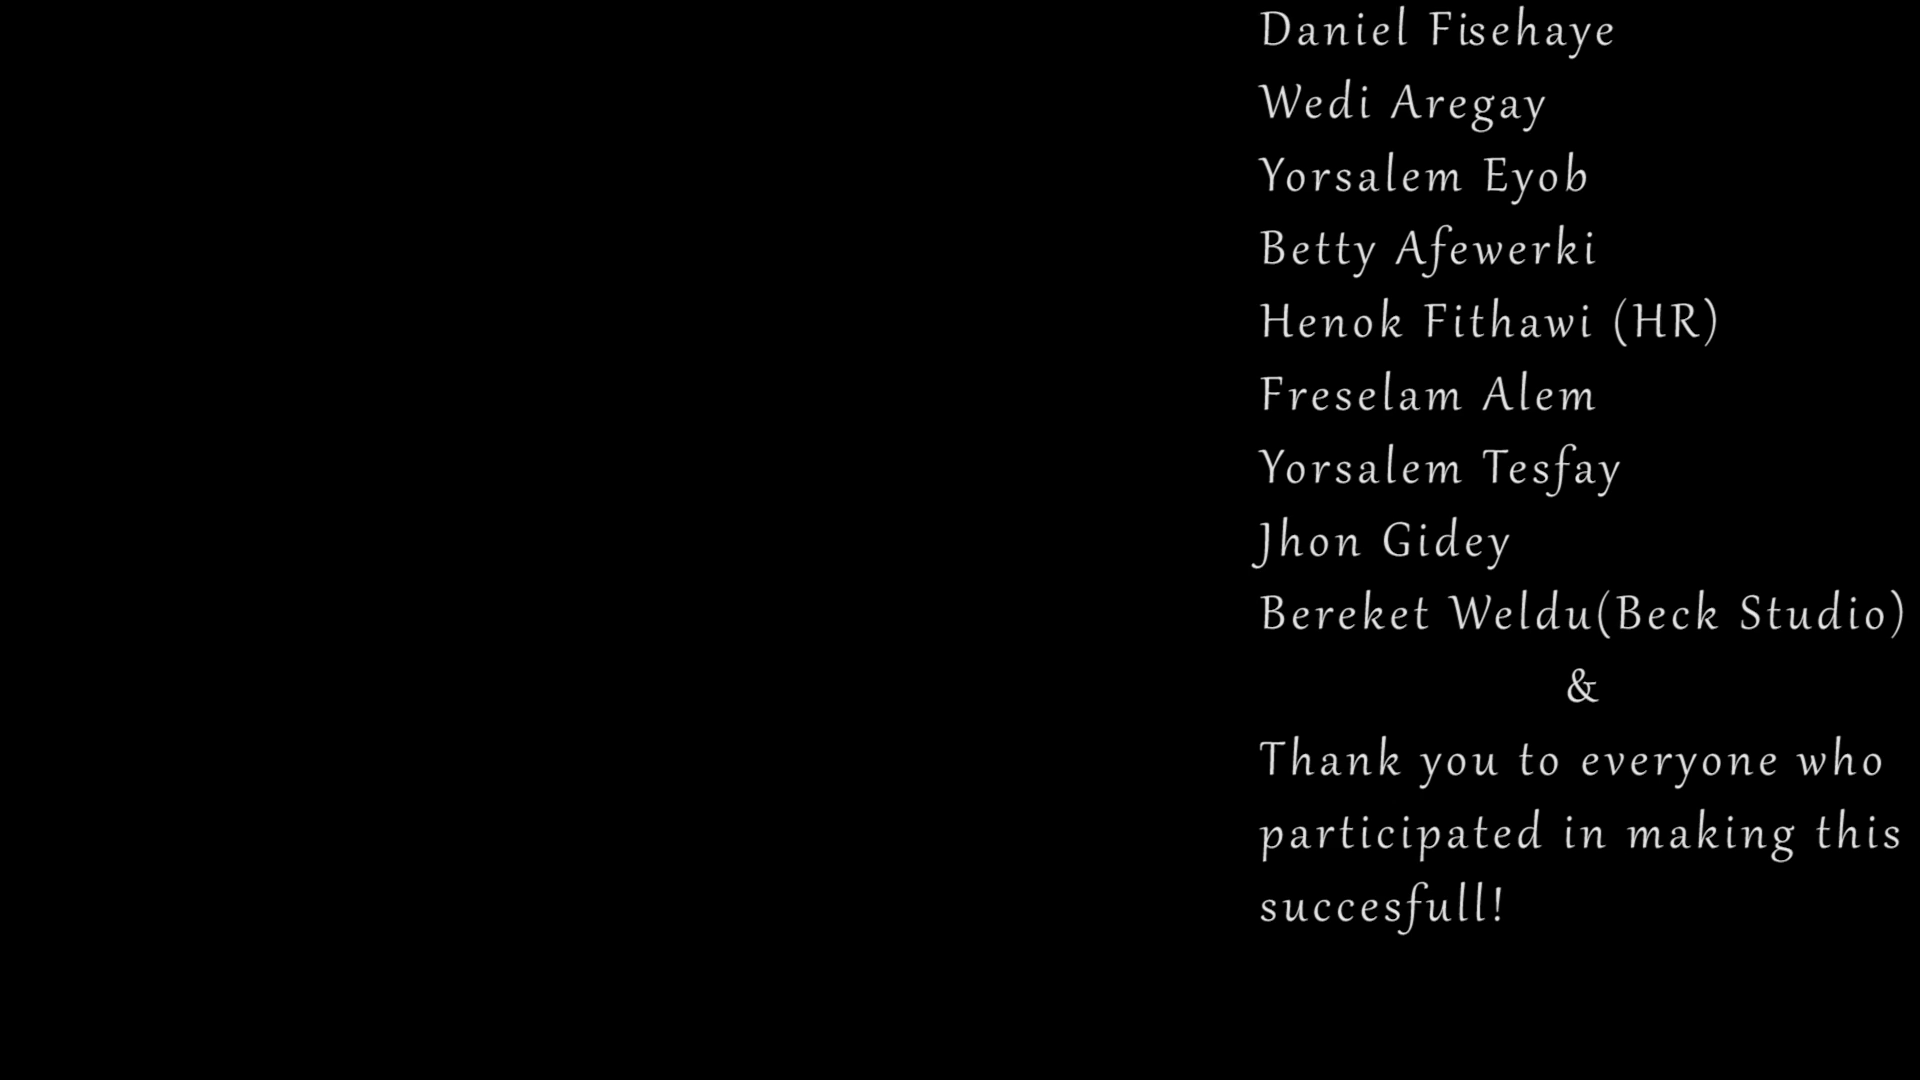 Daniel Fisehaye
Wedi Aregay
Yorsalem Eyob
Betty Afewerki
Henok Fithawi (HR)
Freselam Alem
Yorsalem Tesfay
Jhon Gidey
Bereket Weldu(Beck Studio)
&
Thank you to everyone who
participated in making this
succesfull!